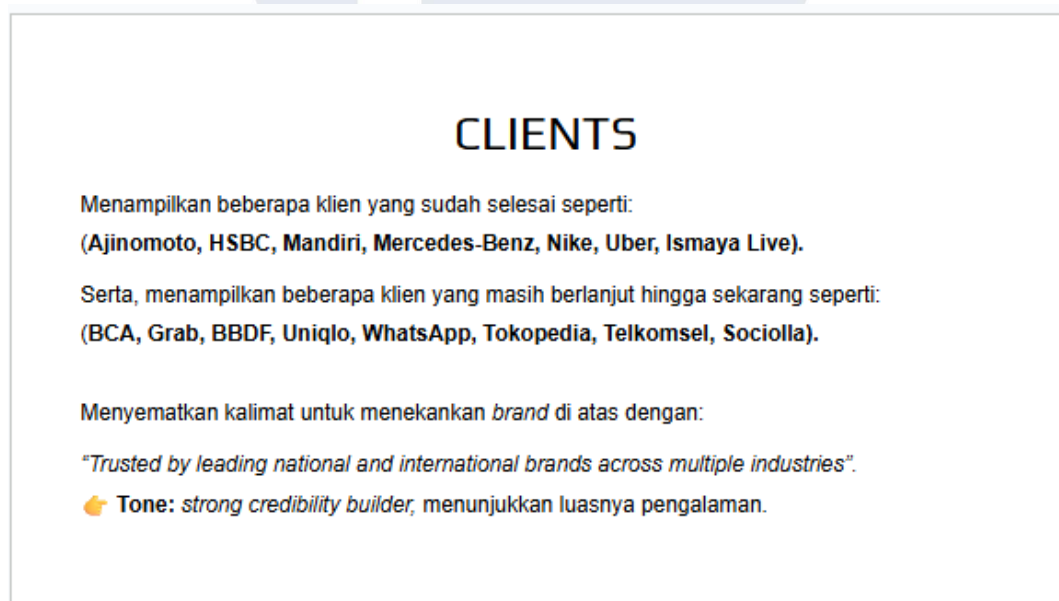 CLIENTS
Menampilkan beberapa klien yang sudah selesai seperti:
(Ajinomoto, HSBC, Mandiri, Mercedes-Benz, Nike, Uber, Ismaya Live).
Serta, menampilkan beberapa klien yang masih berlanjut hingga sekarang seperti:
(BCA, Grab, BBDF, Uniqlo, WhatsApp, Tokopedia, Telkomsel, Sociolla).
Menyematkan kalimat untuk menekankan brand di atas dengan:
“Trusted by leading national and international brands across multiple industries”.
👉 Tone: strong credibility builder, menunjukkan luasnya pengalaman.